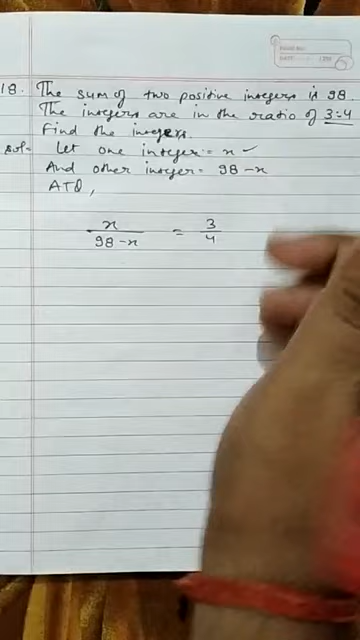 18. The sum of two positive integers is 98.
The integers are in the ratio of 3:4
Find the integers.
Sol= Let one integer = x
And other integer = 98-x
ATQ,
x/98-x = 3/4